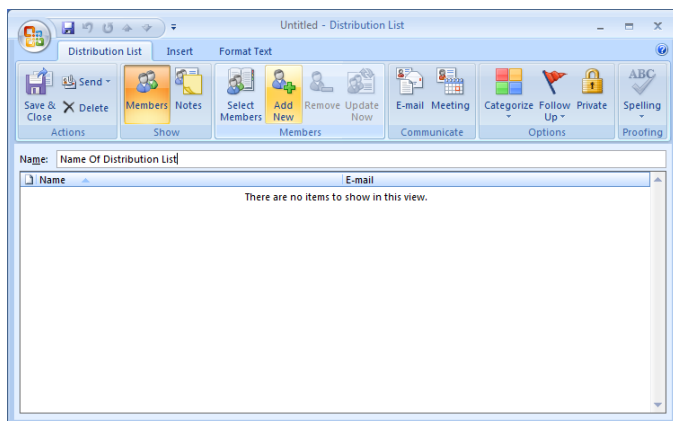 Untitled - Distribution List
Distribution List Insert Format Text
Save & Close Send Delete Members Notes Select Members Add New Remove Update Now E-mail Meeting Categorize Follow Up Private ABC Spelling
Actions Show Members Communicate Options Proofing
Name: Name Of Distribution List
Name E-mail
There are no items to show in this view.